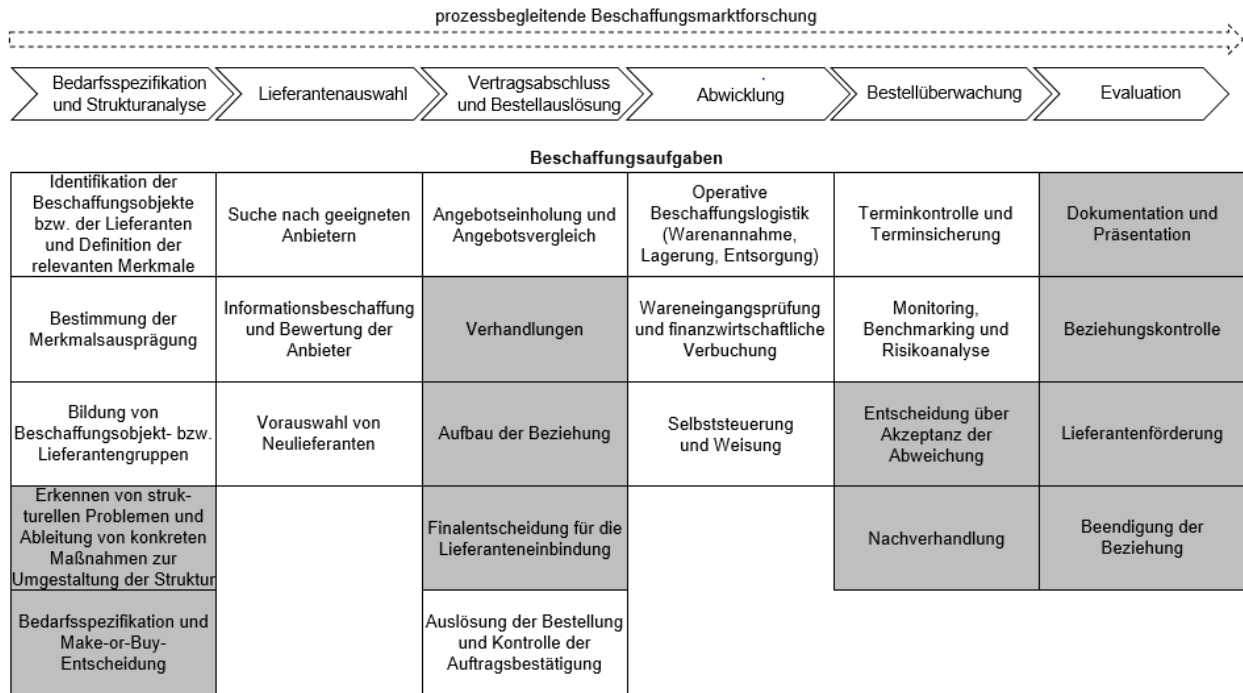 prozessbegleitende Beschaffungsmarktforschung
Bedarfsspezifikation
und Strukturanalyse
Lieferantenauswahl
Vertragsabschluss
und Bestellauslösung
Abwicklung
Bestellüberwachung
Evaluation
Beschaffungsaufgaben
Identifikation der
Beschaffungsobjekte
bzw. der Lieferanten
und Definition der
relevanten Merkmale
Suche nach geeigneten
Anbietern
Angebotseinholung und
Angebotsvergleich
Operative
Beschaffungslogistik
(Warenannahme,
Lagerung, Entsorgung)
Terminkontrolle und
Terminsicherung
Dokumentation und
Präsentation
Bestimmung der
Merkmalsausprägung
Informationsbeschaffung
und Bewertung der
Anbieter
Verhandlungen
Wareneingangsprüfung
und finanzwirtschaftliche
Verbuchung
Monitoring,
Benchmarking und
Risikoanalyse
Beziehungskontrolle
Bildung von
Beschaffungsobjekt- bzw.
Lieferantengruppen
Vorauswahl von
Neulieferanten
Aufbau der Beziehung
Selbststeuerung
und Weisung
Entscheidung über
Akzeptanz der
Abweichung
Lieferantenförderung
Erkennen von struk-
turellen Problemen und
Ableitung von konkreten
Maßnahmen zur
Umgestaltung der Struktur
Finalentscheidung für die
Lieferanteneinbindung
Nachverhandlung
Beendigung der
Beziehung
Bedarfsspezifikation und
Make-or-Buy-
Entscheidung
Auslösung der Bestellung
und Kontrolle der
Auftragsbestätigung